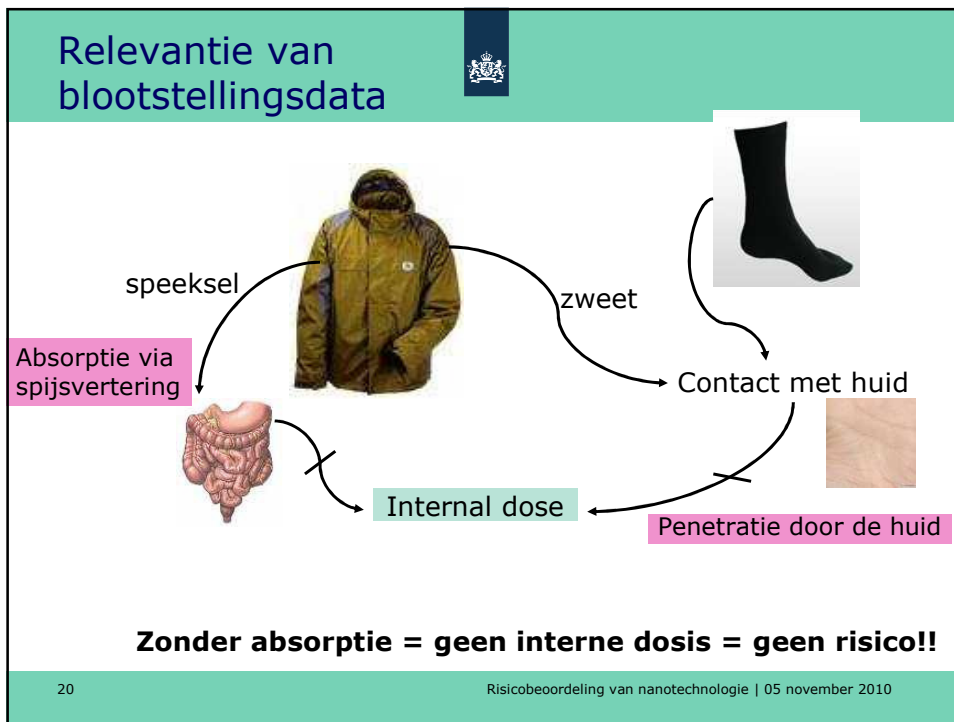 Relevantie van
blootstellingsdata
speeksel
zweet
Absorptie via
spijsvertering
Contact met huid
Internal dose
Penetratie door de huid
Zonder absorptie = geen interne dosis = geen risico!!
20
Risicobeoordeling van nanotechnologie | 05 november 2010